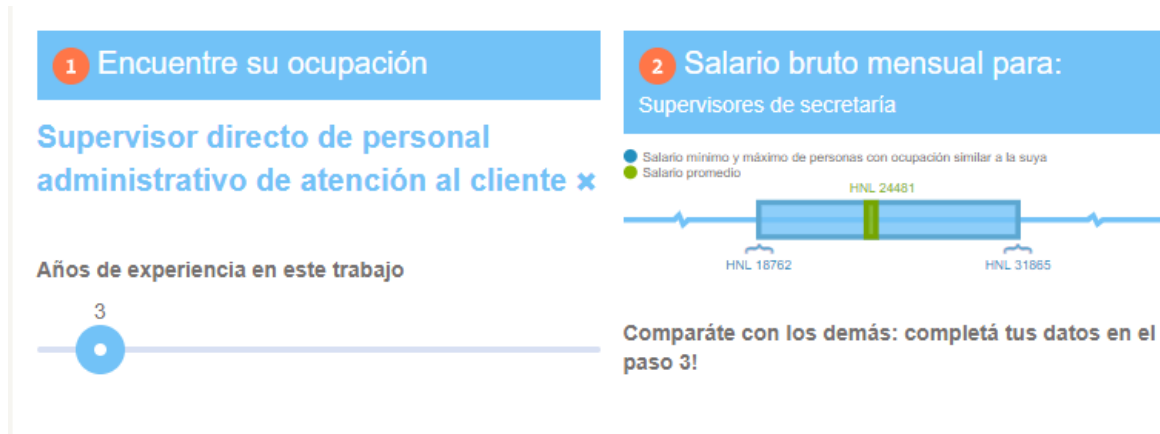 1 Encuentre su ocupación
Supervisor directo de personal
administrativo de atención al cliente ×
Años de experiencia en este trabajo
3
2 Salario bruto mensual para:
Supervisores de secretaría
Salario mínimo y máximo de personas con ocupación similar a la suya
Salario promedio
HNL 24481
HNL 18762
HNL 31865
Comparáte con los demás: completá tus datos en el
paso 3!